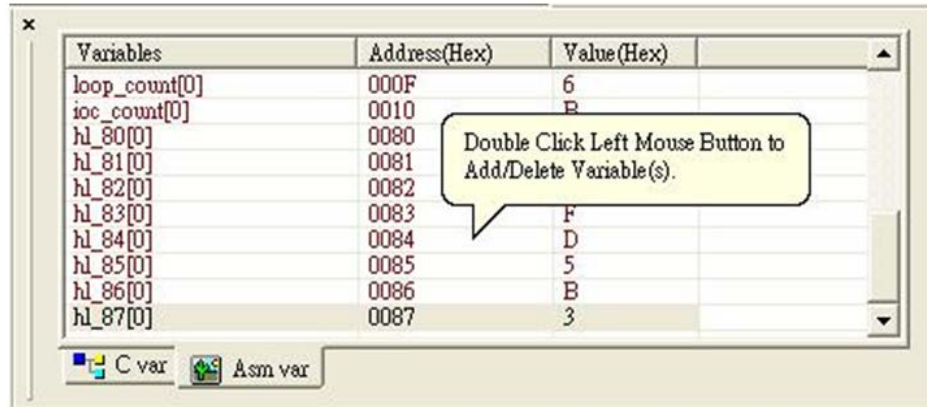 Variables Address(Hex) Value(Hex)
loop_count[0] 000F 6
ioc_count[0] 0010 B
hl_80[0] 0080
hl_81[0] 0081
hl_82[0] 0082
hl_83[0] 0083 F
hl_84[0] 0084 D
hl_85[0] 0085 5
hl_86[0] 0086 B
hl_87[0] 0087 3
Double Click Left Mouse Button to
Add/Delete Variable(s).
C var Asm var